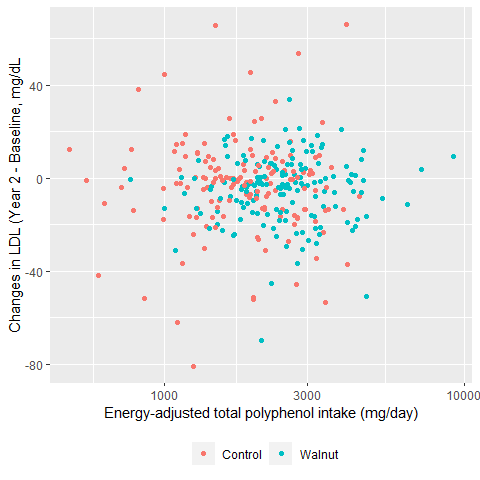 Changes in LDL (Year 2 - Baseline, mg/dL
40
0
-40
-80
1000
3000
10000
Energy-adjusted total polyphenol intake (mg/day)
Control
Walnut